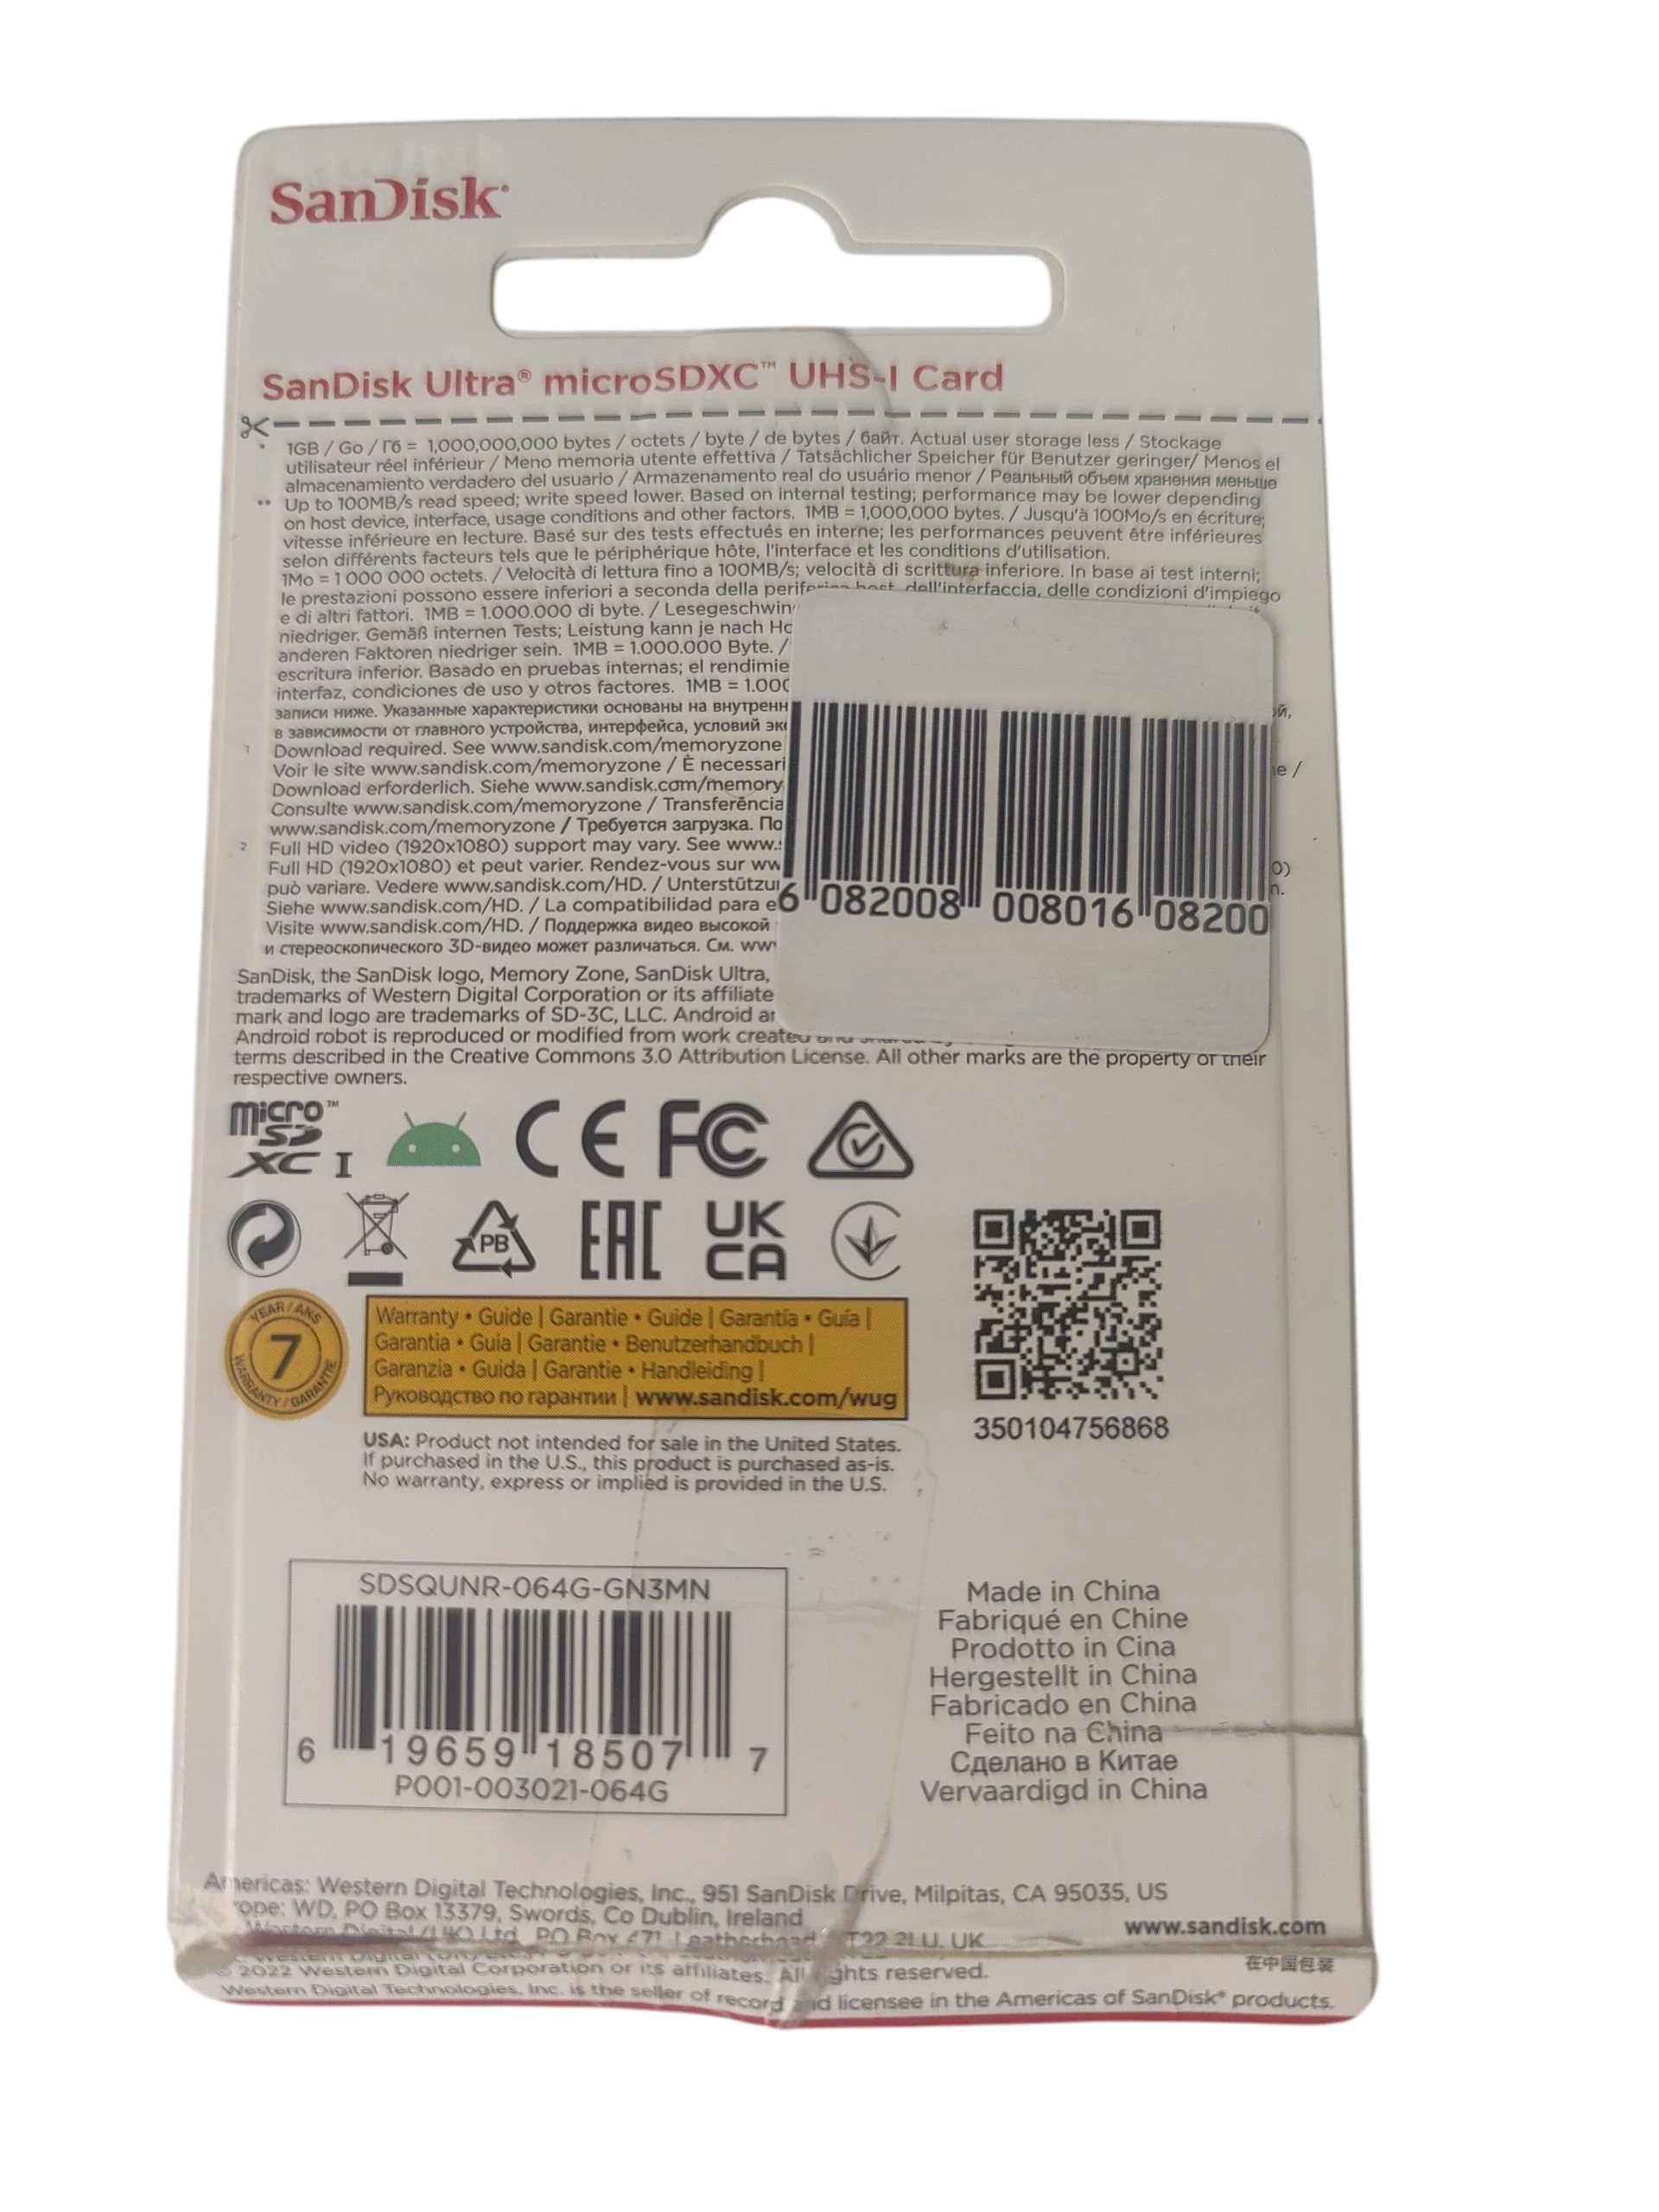 SanDisk®
SanDisk Ultra® microSDXC™ UHS-I Card
* 1GB / Go / Гб = 1,000,000,000 bytes / octets / byte / de bytes / байт. Actual user storage less / Stockage
utilisateur réel inférieur / Meno memoria utente effettiva / Tatsächlicher Speicher für Benutzer geringer/ Menos el
almacenamiento verdadero del usuario / Armazenamento real do usuário menor / Реальный объем хранения меньше
** Up to 100MB/s read speed; write speed lower. Based on internal testing; performance may be lower depending
on host device, interface, usage conditions and other factors. 1MB = 1,000,000 bytes. / Jusqu'à 100Mo/s en écriture;
vitesse inférieure en lecture. Basé sur des tests effectués en interne; les performances peuvent être inférieures
selon différents facteurs tels que le périphérique hôte, l'interface et les conditions d'utilisation.
1Mo = 1 000 000 octets. / Velocità di lettura fino a 100MB/s; velocità di scrittura inferiore. In base ai test interni;
le prestazioni possono essere inferiori a seconda della periferica host, dell'interfaccia, delle condizioni d'impiego
e di altri fattori. 1MB = 1.000.000 di byte. / Lesegeschwin
niedriger. Gemäß internen Tests; Leistung kann je nach Ho
anderen Faktoren niedriger sein. 1MB = 1.000.000 Byte. /
escritura inferior. Basado en pruebas internas; el rendimie
interfaz, condiciones de uso y otros factores. 1MB = 1.000
записи ниже. Указанные характеристики основаны на внутренн ой,
в зависимости от главного устройства, интерфейса, условий эк
1 Download required. See www.sandisk.com/memoryzone
Voir le site www.sandisk.com/memoryzone / È necessari ne /
Download erforderlich. Siehe www.sandisk.com/memory
Consulte www.sandisk.com/memoryzone / Transferência
www.sandisk.com/memoryzone / Требуется загрузка. По
2 Full HD video (1920x1080) support may vary. See www.s
Full HD (1920x1080) et peut varier. Rendez-vous sur ww 0)
può variare. Vedere www.sandisk.com/HD. / Unterstützu n.
Siehe www.sandisk.com/HD. / La compatibilidad para e
Visite www.sandisk.com/HD. / Поддержка видео высокой
и стереоскопического 3D-видео может различаться. См. ww
6 082008 008016 08200
SanDisk, the SanDisk logo, Memory Zone, SanDisk Ultra,
trademarks of Western Digital Corporation or its affiliate
mark and logo are trademarks of SD-3C, LLC. Android ar
Android robot is reproduced or modified from work created and
terms described in the Creative Commons 3.0 Attribution License. All other marks are the property of their
respective owners.
micro SD XC I™ CE FC
PB EAC UK CA
YEAR / ANS 7 WARRANTY / GARANTIE
Warranty • Guide | Garantie • Guide | Garantía • Guía |
Garantia • Guia | Garantie • Benutzerhandbuch |
Garanzia • Guida | Garantie • Handleiding |
Руководство по гарантии | www.sandisk.com/wug
350104756868
USA: Product not intended for sale in the United States.
If purchased in the U.S., this product is purchased as-is.
No warranty, express or implied is provided in the U.S.
SDSQUNR-064G-GN3MN
6 19659 18507 7
P001-003021-064G
Made in China
Fabriqué en Chine
Prodotto in Cina
Hergestellt in China
Fabricado en China
Feito na China
Сделано в Китае
Vervaardigd in China
Americas: Western Digital Technologies, Inc., 951 SanDisk Drive, Milpitas, CA 95035, US
rope: WD, PO Box 13379, Swords, Co Dublin, Ireland
Western Digital (UK) Ltd, PO Box 471, Leatherhead, T22 2LU, UK
www.sandisk.com
在中国包装
© 2022 Western Digital Corporation or its affiliates. All rights reserved.
Western Digital Technologies, Inc. is the seller of record and licensee in the Americas of SanDisk® products.